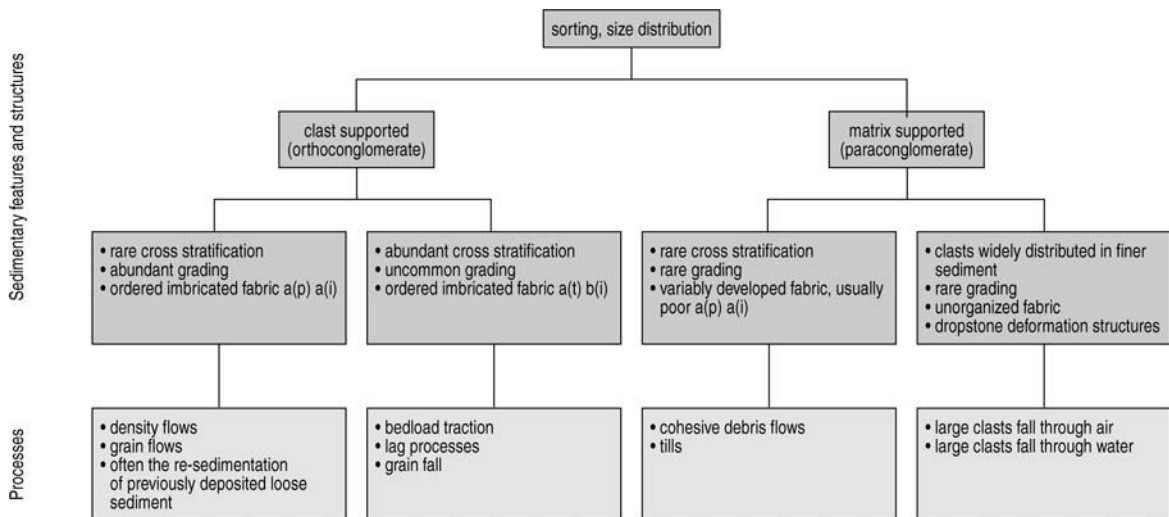 sorting, size distribution
Sedimentary features and structures
clast supported
(orthoconglomerate)
matrix supported
(paraconglomerate)
• rare cross stratification
• abundant grading
• ordered imbricated fabric a(p) a(i)
• abundant cross stratification
• uncommon grading
• ordered imbricated fabric a(t) b(i)
• rare cross stratification
• rare grading
• variably developed fabric, usually
poor a(p) a(i)
• clasts widely distributed in finer
sediment
• rare grading
• unorganized fabric
• dropstone deformation structures
Processes
• density flows
• grain flows
• often the re-sedimentation
of previously deposited loose
sediment
• bedload traction
• lag processes
• grain fall
• cohesive debris flows
• tills
• large clasts fall through air
• large clasts fall through water